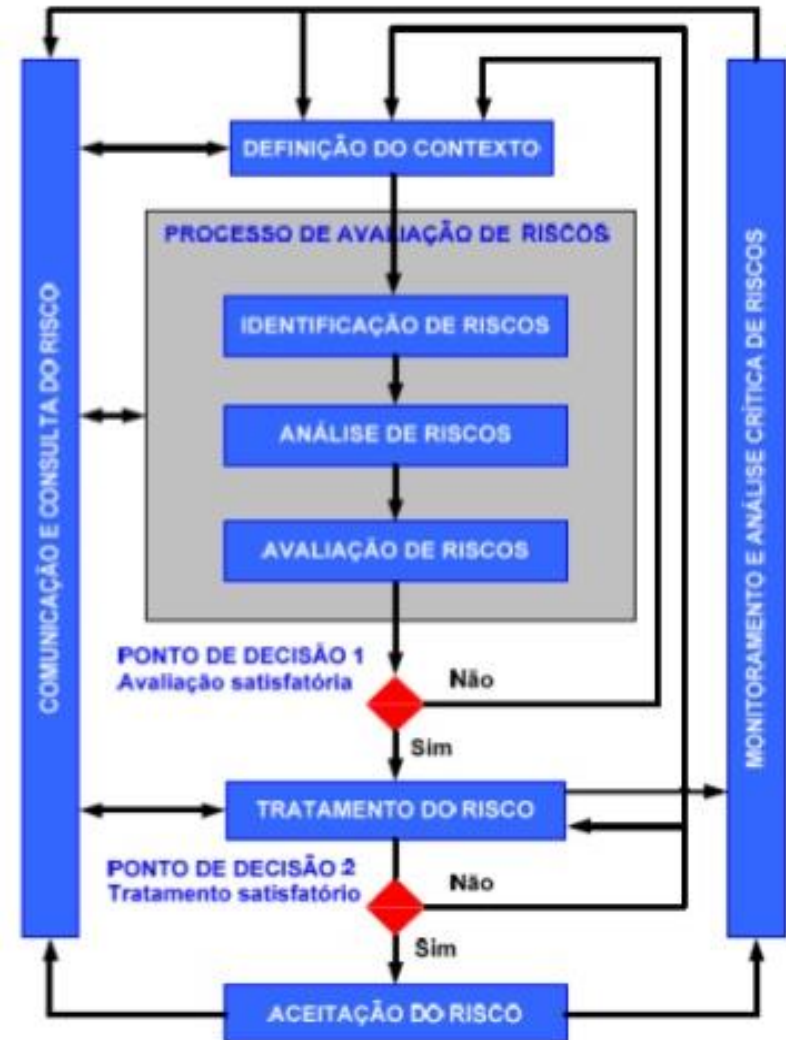 DEFINIÇÃO DO CONTEXTO
PROCESSO DE AVALIAÇÃO DE RISCOS
IDENTIFICAÇÃO DE RISCOS
ANÁLISE DE RISCOS
AVALIAÇÃO DE RISCOS
COMUNICAÇÃO E CONSULTA DO RISCO
MONITORAMENTO E ANÁLISE CRÍTICA DE RISCOS
PONTO DE DECISÃO 1
Avaliação satisfatória
Não
Sim
TRATAMENTO DO RISCO
PONTO DE DECISÃO 2
Tratamento satisfatório
Não
Sim
ACEITAÇÃO DO RISCO